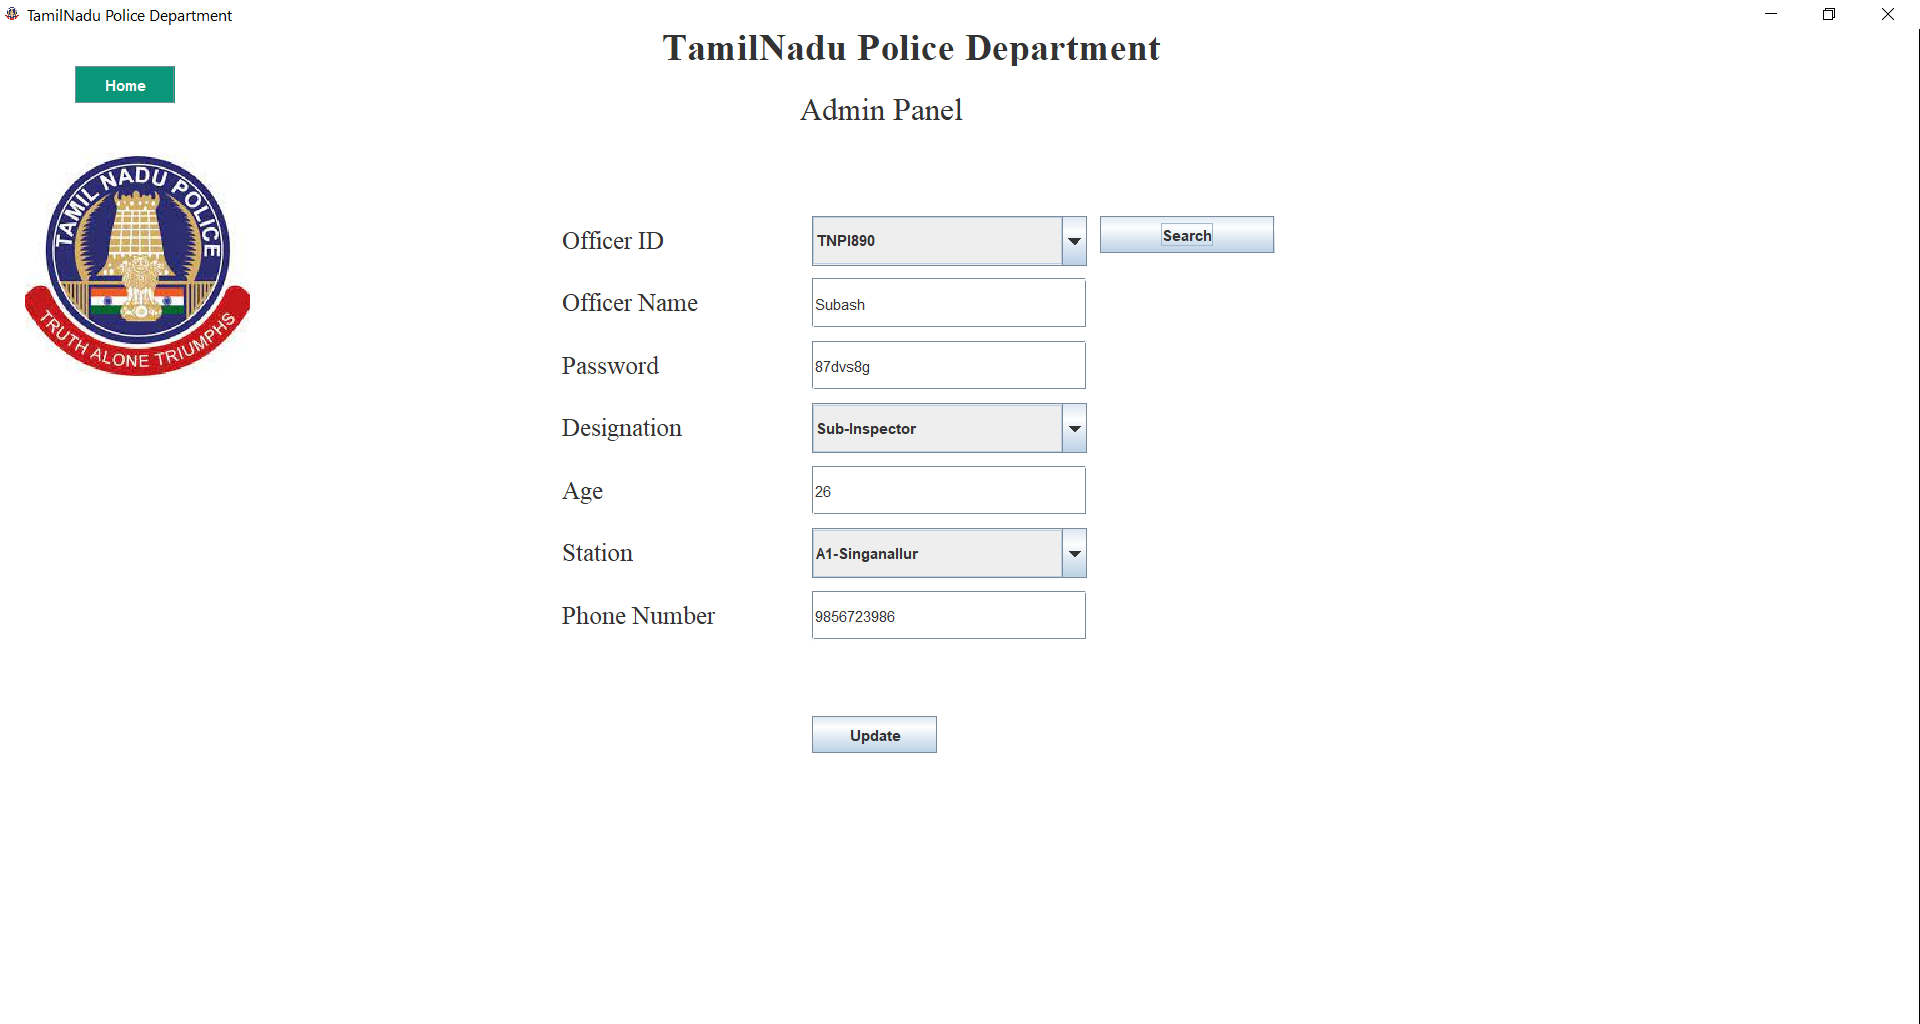 TamilNadu Police Department
TamilNadu Police Department
Home
Admin Panel
TAMIL NADU POLICE
TRUTH ALONE TRIUMPHS
Officer ID TNPI890 Search
Officer Name Subash
Password 87dvs8g
Designation Sub-Inspector
Age 26
Station A1-Singanallur
Phone Number 9856723986
Update